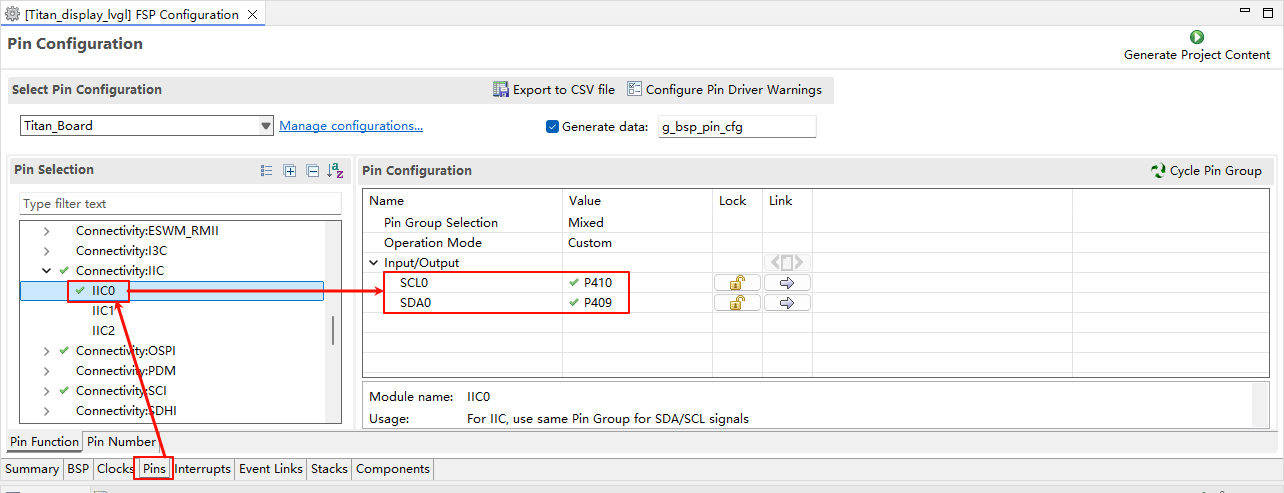 [Titan_display_lvgl] FSP Configuration
Pin Configuration
Generate Project Content
Select Pin Configuration
Export to CSV file
Configure Pin Driver Warnings
Titan_Board
Manage configurations...
Generate data:
g_bsp_pin_cfg
Pin Selection
Type filter text
Connectivity:ESWM_RMII
Connectivity:I3C
Connectivity:IIC
IIC0
IIC1
IIC2
Connectivity:OSPI
Connectivity:PDM
Connectivity:SCI
Connectivity:SDHI
Pin Configuration
Cycle Pin Group
Name Value Lock Link
Pin Group Selection Mixed
Operation Mode Custom
Input/Output
SCL0 P410
SDA0 P409
Module name: IIC0
Usage: For IIC, use same Pin Group for SDA/SCL signals
Pin Function Pin Number
Summary BSP Clocks Pins Interrupts Event Links Stacks Components